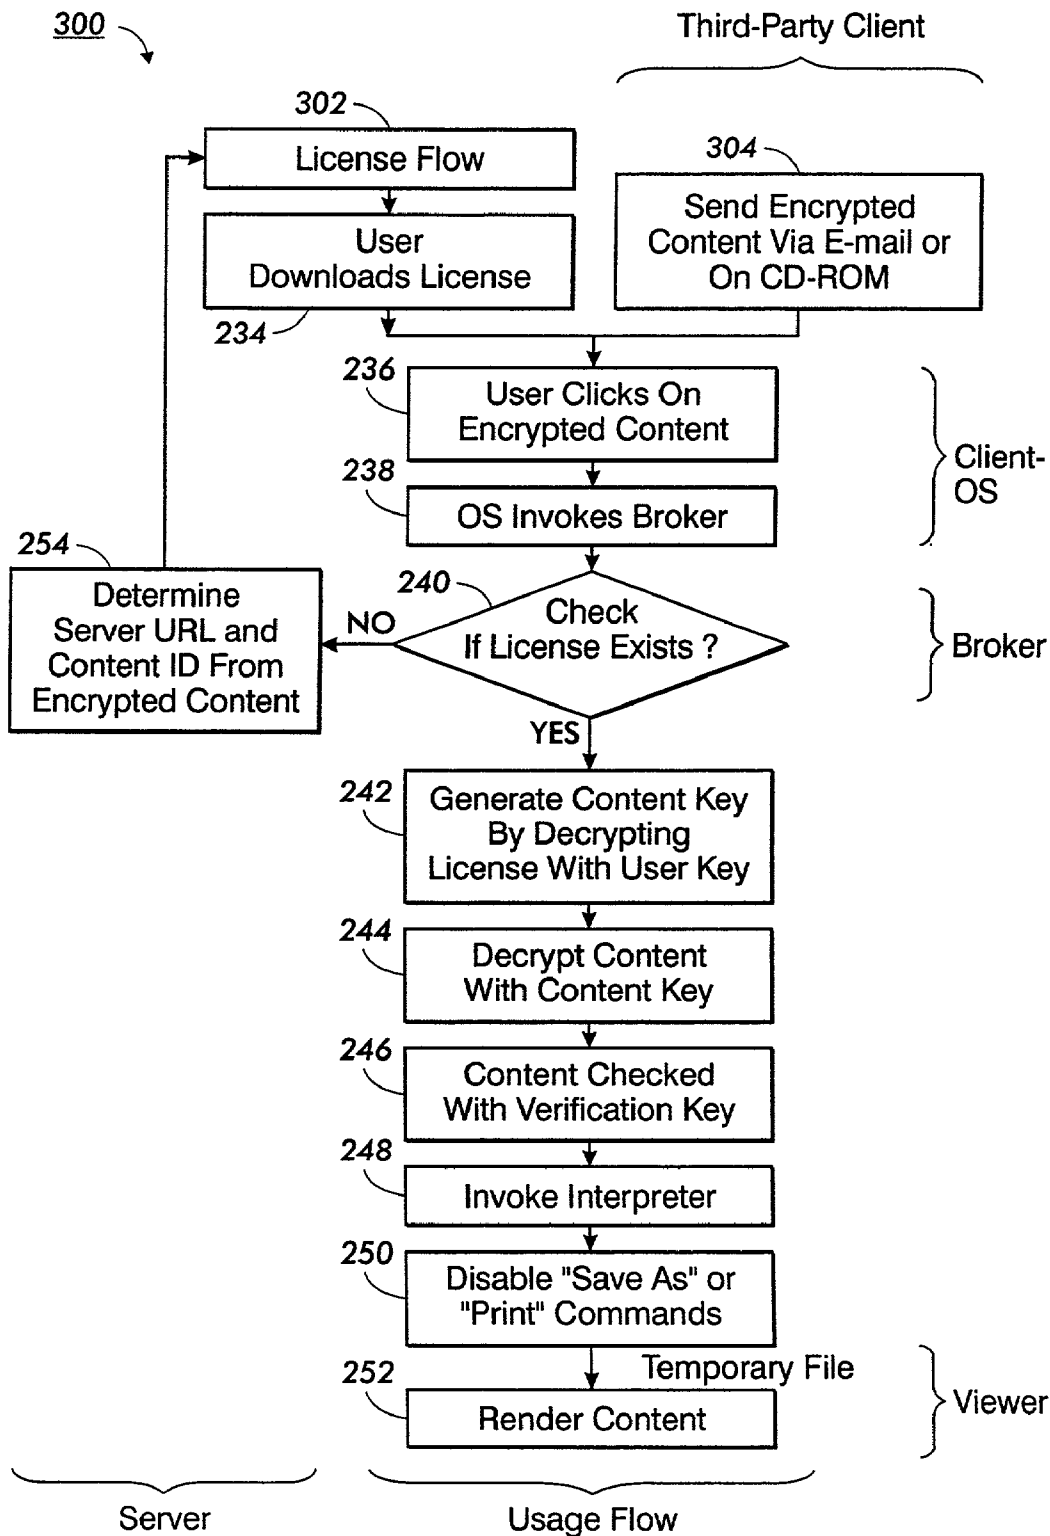 300
Third-Party Client
302
License Flow
304
Send Encrypted
Content Via E-mail or
On CD-ROM
User
Downloads License
234
236
User Clicks On
Encrypted Content
238
OS Invokes Broker
Client-
OS
254
Determine
Server URL and
Content ID From
Encrypted Content
NO
240
Check
If License Exists ?
Broker
YES
242
Generate Content Key
By Decrypting
License With User Key
244
Decrypt Content
With Content Key
246
Content Checked
With Verification Key
248
Invoke Interpreter
250
Disable "Save As" or
"Print" Commands
Temporary File
252
Render Content
Viewer
Server
Usage Flow